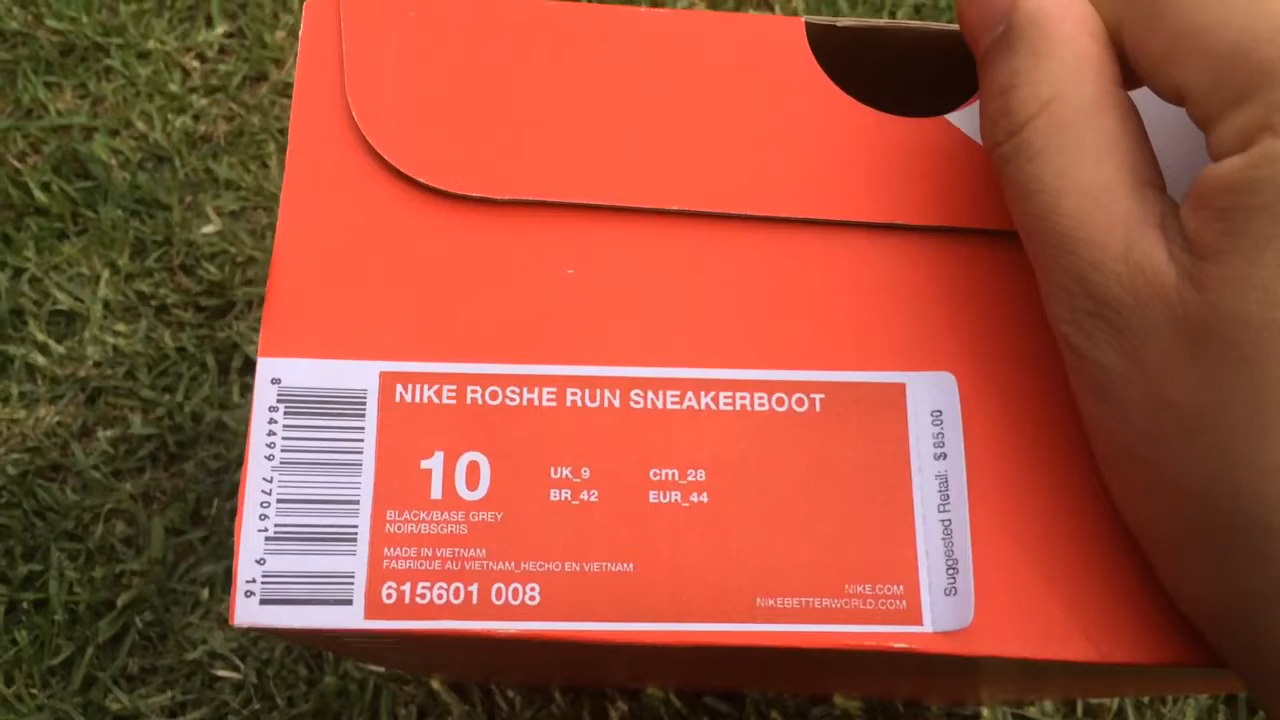 NIKE ROSHE RUN SNEAKERBOOT
10
UK_9 cm_28
BR_42 EUR_44
BLACK/BASE GREY
NOIR/BSGRIS
MADE IN VIETNAM
FABRIQUE AU VIETNAM_HECHO EN VIETNAM
615601 008
NIKE.COM
NIKEBETTERWORLD.COM
8 84499 77061 9 16
Suggested Retail: $ 85.00